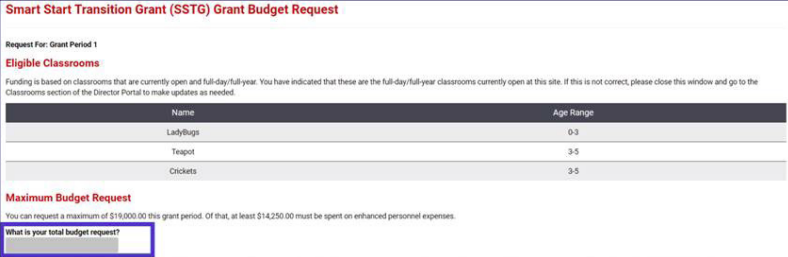 Smart Start Transition Grant (SSTG) Grant Budget Request
Request For: Grant Period 1
Eligible Classrooms
Funding is based on classrooms that are currently open and full-day/full-year. You have indicated that these are the full-day/full-year classrooms currently open at this site. If this is not correct, please close this window and go to the
Classrooms section of the Director Portal to make updates as needed.
Name Age Range
LadyBugs 0-3
Teapot 3-5
Crickets 3-5
Maximum Budget Request
You can request a maximum of $19,000.00 this grant period. Of that, at least $14,250.00 must be spent on enhanced personnel expenses.
What is your total budget request?